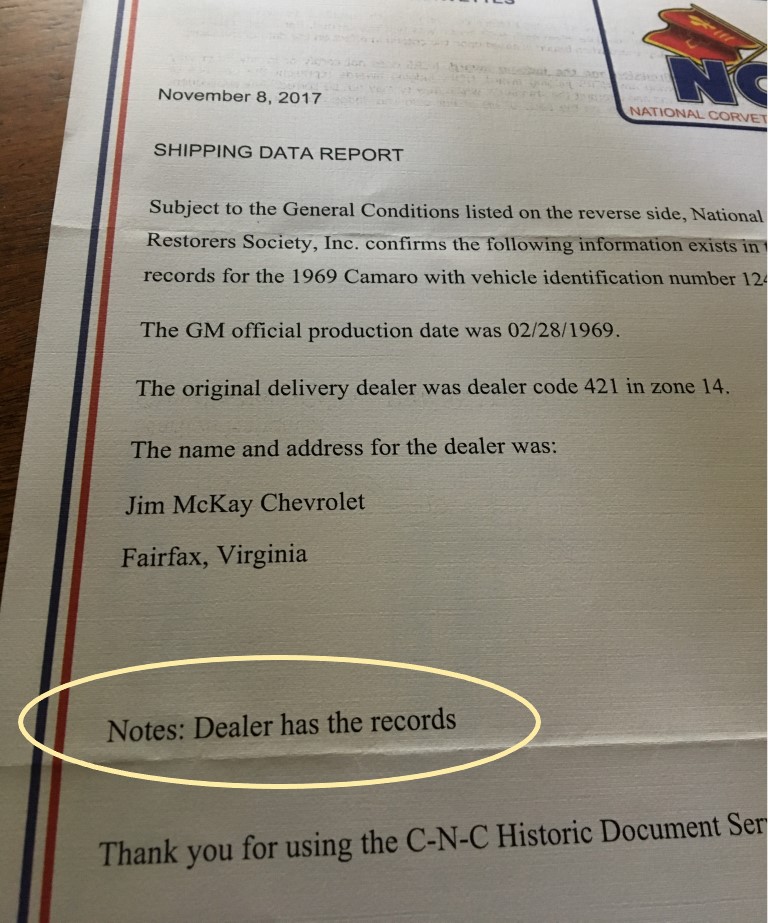 November 8, 2017
NATIONAL CORVET
SHIPPING DATA REPORT
Subject to the General Conditions listed on the reverse side, National
Restorers Society, Inc. confirms the following information exists in
records for the 1969 Camaro with vehicle identification number 124
The GM official production date was 02/28/1969.
The original delivery dealer was dealer code 421 in zone 14.
The name and address for the dealer was:
Jim McKay Chevrolet
Fairfax, Virginia
Notes: Dealer has the records
Thank you for using the C-N-C Historic Document Ser